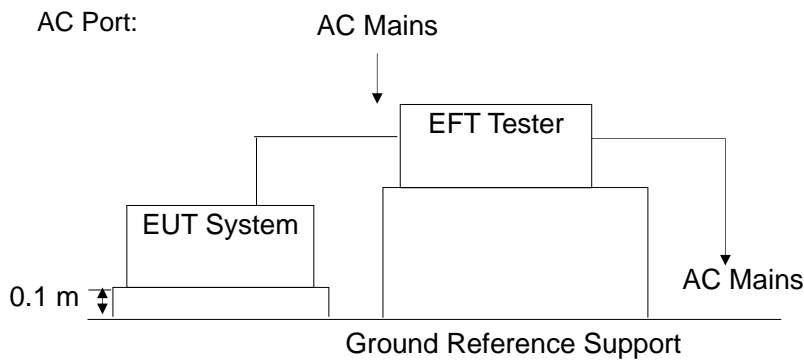 AC Port:
AC Mains
EFT Tester
EUT System
AC Mains
0.1 m
Ground Reference Support